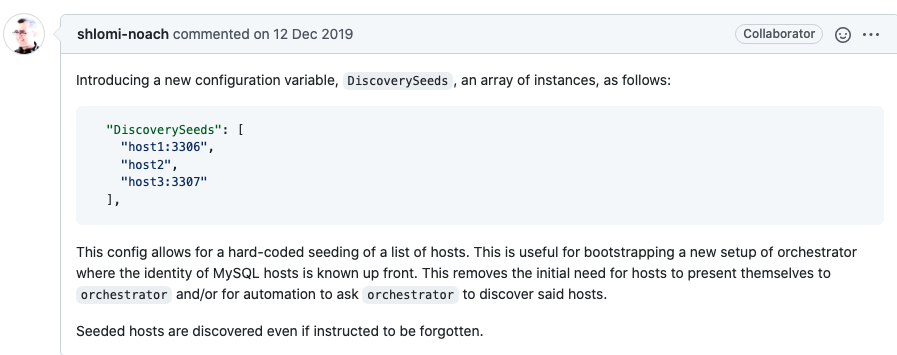 shlomi-noach commented on 12 Dec 2019
Collaborator
Introducing a new configuration variable, DiscoverySeeds, an array of instances, as follows:
"DiscoverySeeds": [
"host1:3306",
"host2",
"host3:3307"
],
This config allows for a hard-coded seeding of a list of hosts. This is useful for bootstrapping a new setup of orchestrator
where the identity of MySQL hosts is known up front. This removes the initial need for hosts to present themselves to
orchestrator and/or for automation to ask orchestrator to discover said hosts.
Seeded hosts are discovered even if instructed to be forgotten.